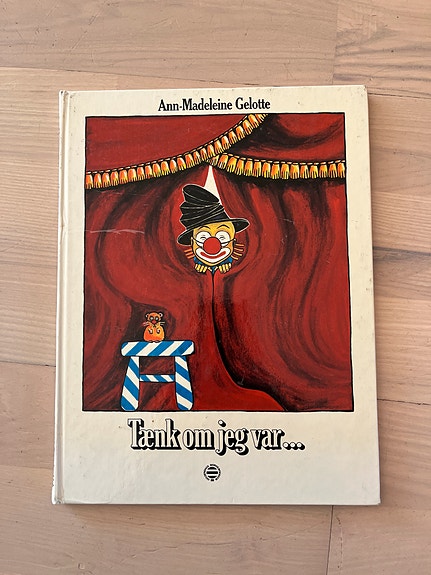 Ann-Madeleine Gelotte
Tænk om jeg var...